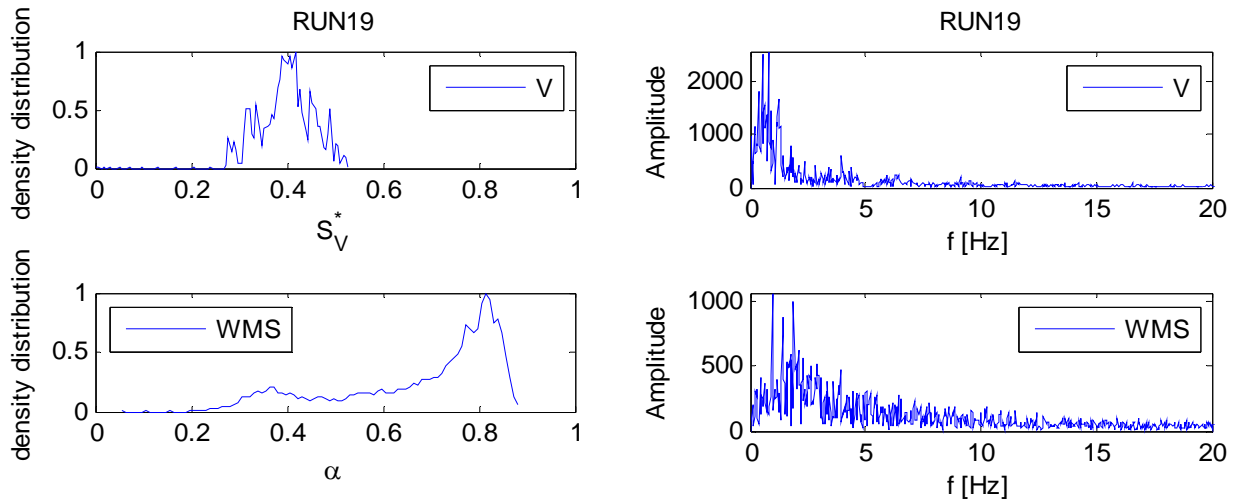 RUN19
density distribution
1
0.5
0
V
0 0.2 0.4 0.6 0.8 1
S*V
RUN19
Amplitude
2000
1000
0
V
0 5 10 15 20
f [Hz]
density distribution
1
0.5
0
WMS
0 0.2 0.4 0.6 0.8 1
α
Amplitude
1000
500
0
WMS
0 5 10 15 20
f [Hz]